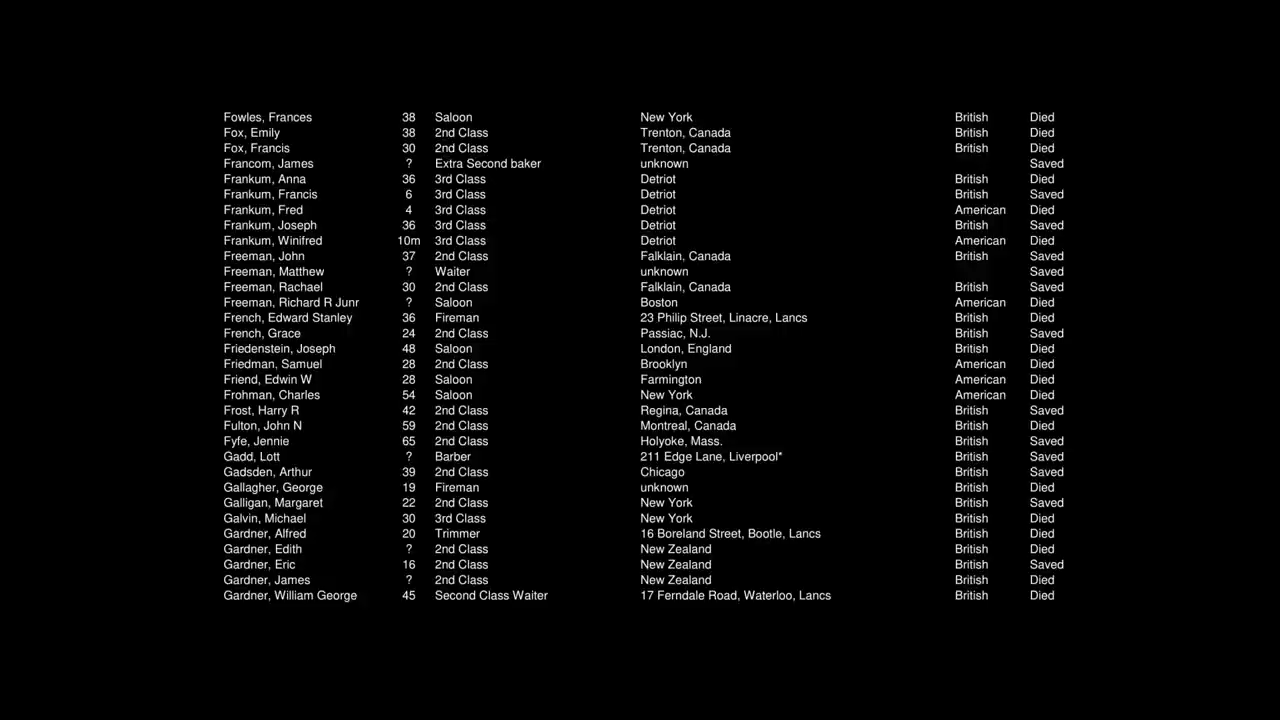 Fowles, Frances 38 Saloon New York British Died
Fox, Emily 38 2nd Class Trenton, Canada British Died
Fox, Francis 30 2nd Class Trenton, Canada British Died
Francom, James ? Extra Second baker unknown Saved
Frankum, Anna 36 3rd Class Detriot British Died
Frankum, Francis 6 3rd Class Detriot British Saved
Frankum, Fred 4 3rd Class Detriot American Died
Frankum, Joseph 36 3rd Class Detriot British Saved
Frankum, Winifred 10m 3rd Class Detriot American Died
Freeman, John 37 2nd Class Falklain, Canada British Saved
Freeman, Matthew ? Waiter unknown Saved
Freeman, Rachael 30 2nd Class Falklain, Canada British Saved
Freeman, Richard R Junr ? Saloon Boston American Died
French, Edward Stanley 36 Fireman 23 Philip Street, Linacre, Lancs British Died
French, Grace 24 2nd Class Passiac, N.J. British Saved
Friedenstein, Joseph 48 Saloon London, England British Died
Friedman, Samuel 28 2nd Class Brooklyn American Died
Friend, Edwin W 28 Saloon Farmington American Died
Frohman, Charles 54 Saloon New York American Died
Frost, Harry R 42 2nd Class Regina, Canada British Saved
Fulton, John N 59 2nd Class Montreal, Canada British Died
Fyfe, Jennie 65 2nd Class Holyoke, Mass. British Saved
Gadd, Lott ? Barber 211 Edge Lane, Liverpool* British Saved
Gadsden, Arthur 39 2nd Class Chicago British Saved
Gallagher, George 19 Fireman unknown British Died
Galligan, Margaret 22 2nd Class New York British Saved
Galvin, Michael 30 3rd Class New York British Died
Gardner, Alfred 20 Trimmer 16 Boreland Street, Bootle, Lancs British Died
Gardner, Edith ? 2nd Class New Zealand British Died
Gardner, Eric 16 2nd Class New Zealand British Saved
Gardner, James ? 2nd Class New Zealand British Died
Gardner, William George 45 Second Class Waiter 17 Ferndale Road, Waterloo, Lancs British Died